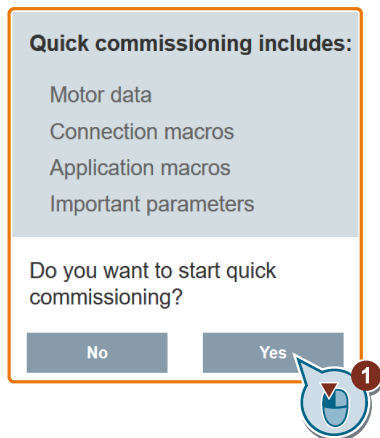 Quick commissioning includes:
Motor data
Connection macros
Application macros
Important parameters
Do you want to start quick
commissioning?
No
Yes
1